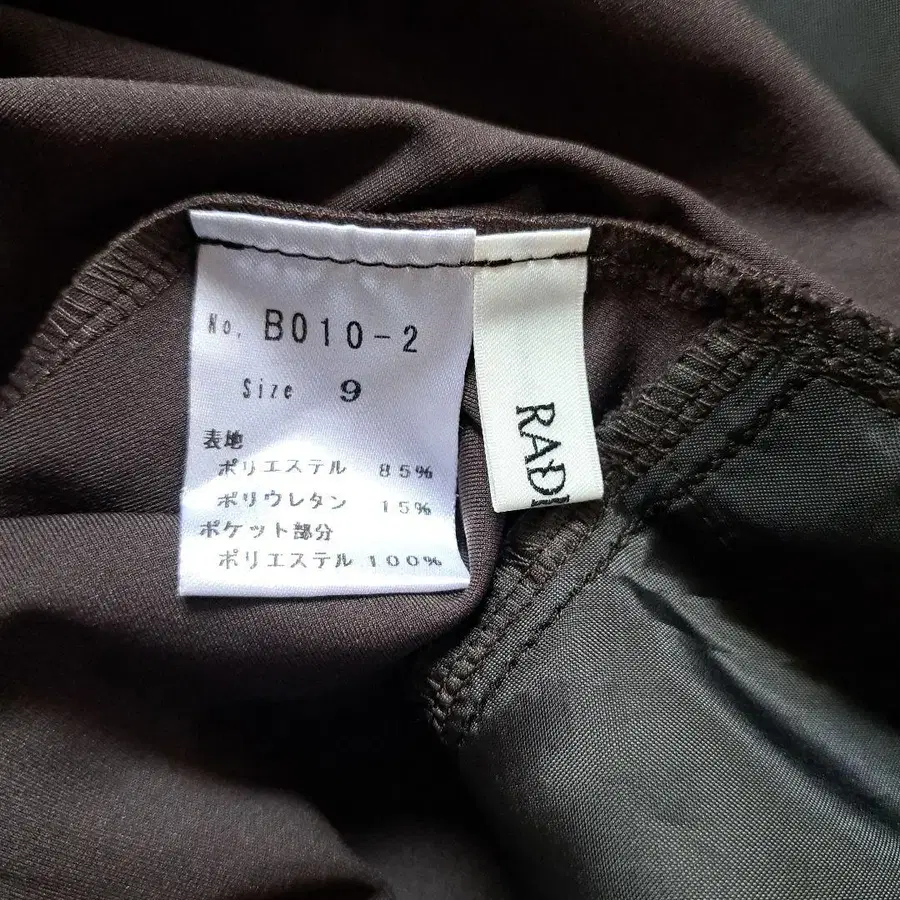 No. B010-2
Size 9
表地
ポリエステル 85%
ポリウレタン 15%
ポケット部分
ポリエステル 100%